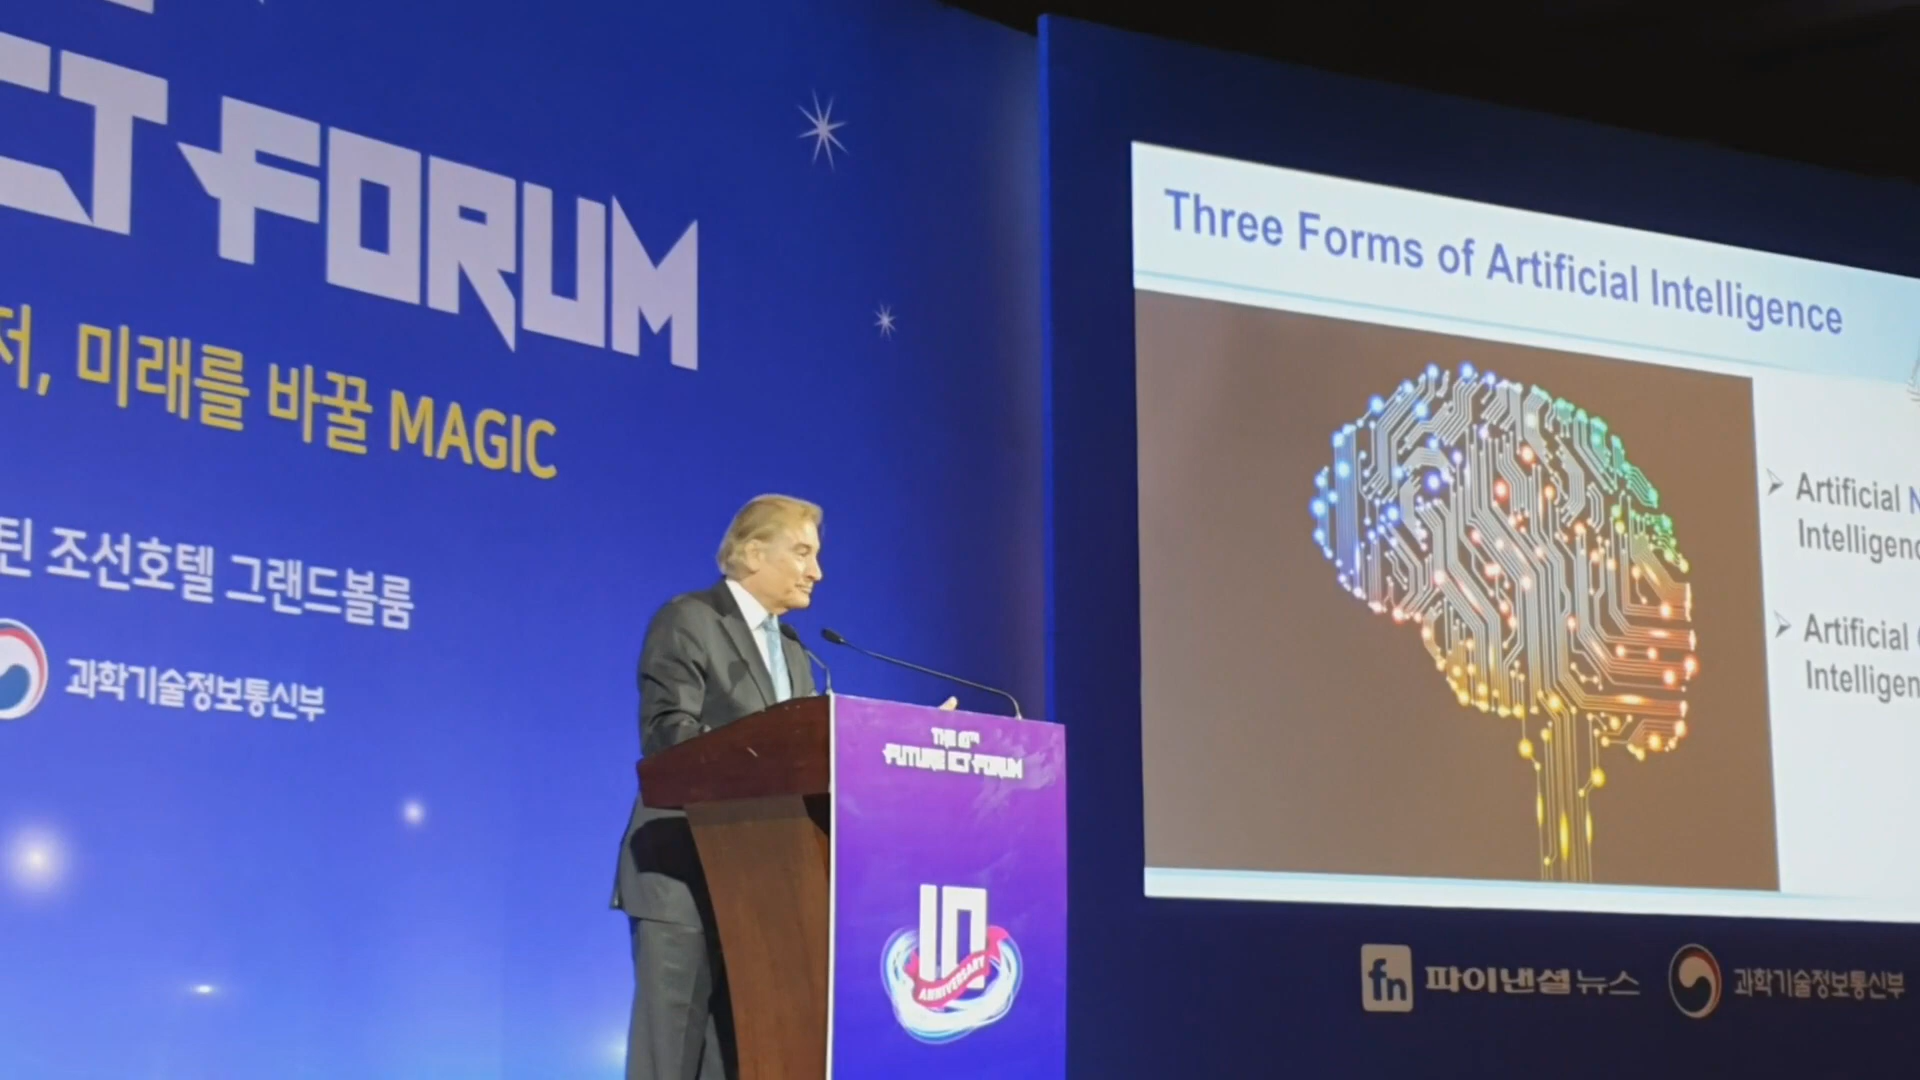 CT FORUM
저, 미래를 바꿀 MAGIC
틴 조선호텔 그랜드볼룸
과학기술정보통신부
THE 10TH
FUTURE ICT FORUM
10
ANNIVERSARY
Three Forms of Artificial Intelligence
Artificial N
Intelligenc
Artificial
Intelligen
fn 파이낸셜뉴스
과학기술정보통신부